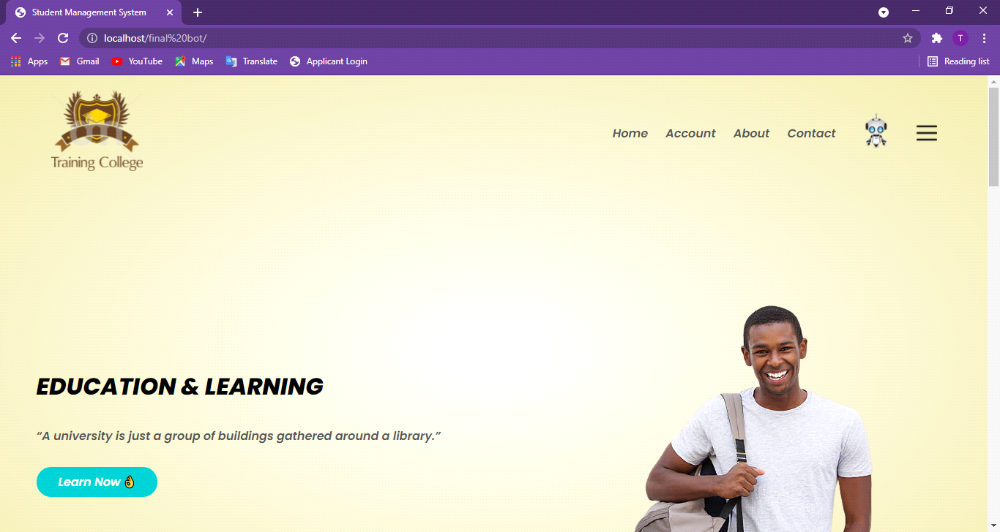 Student Management System
localhost/final%20bot/
T
Apps Gmail YouTube Maps Translate Applicant Login Reading list
Training College
Home Account About Contact
EDUCATION & LEARNING
“A university is just a group of buildings gathered around a library.”
Learn Now 👌